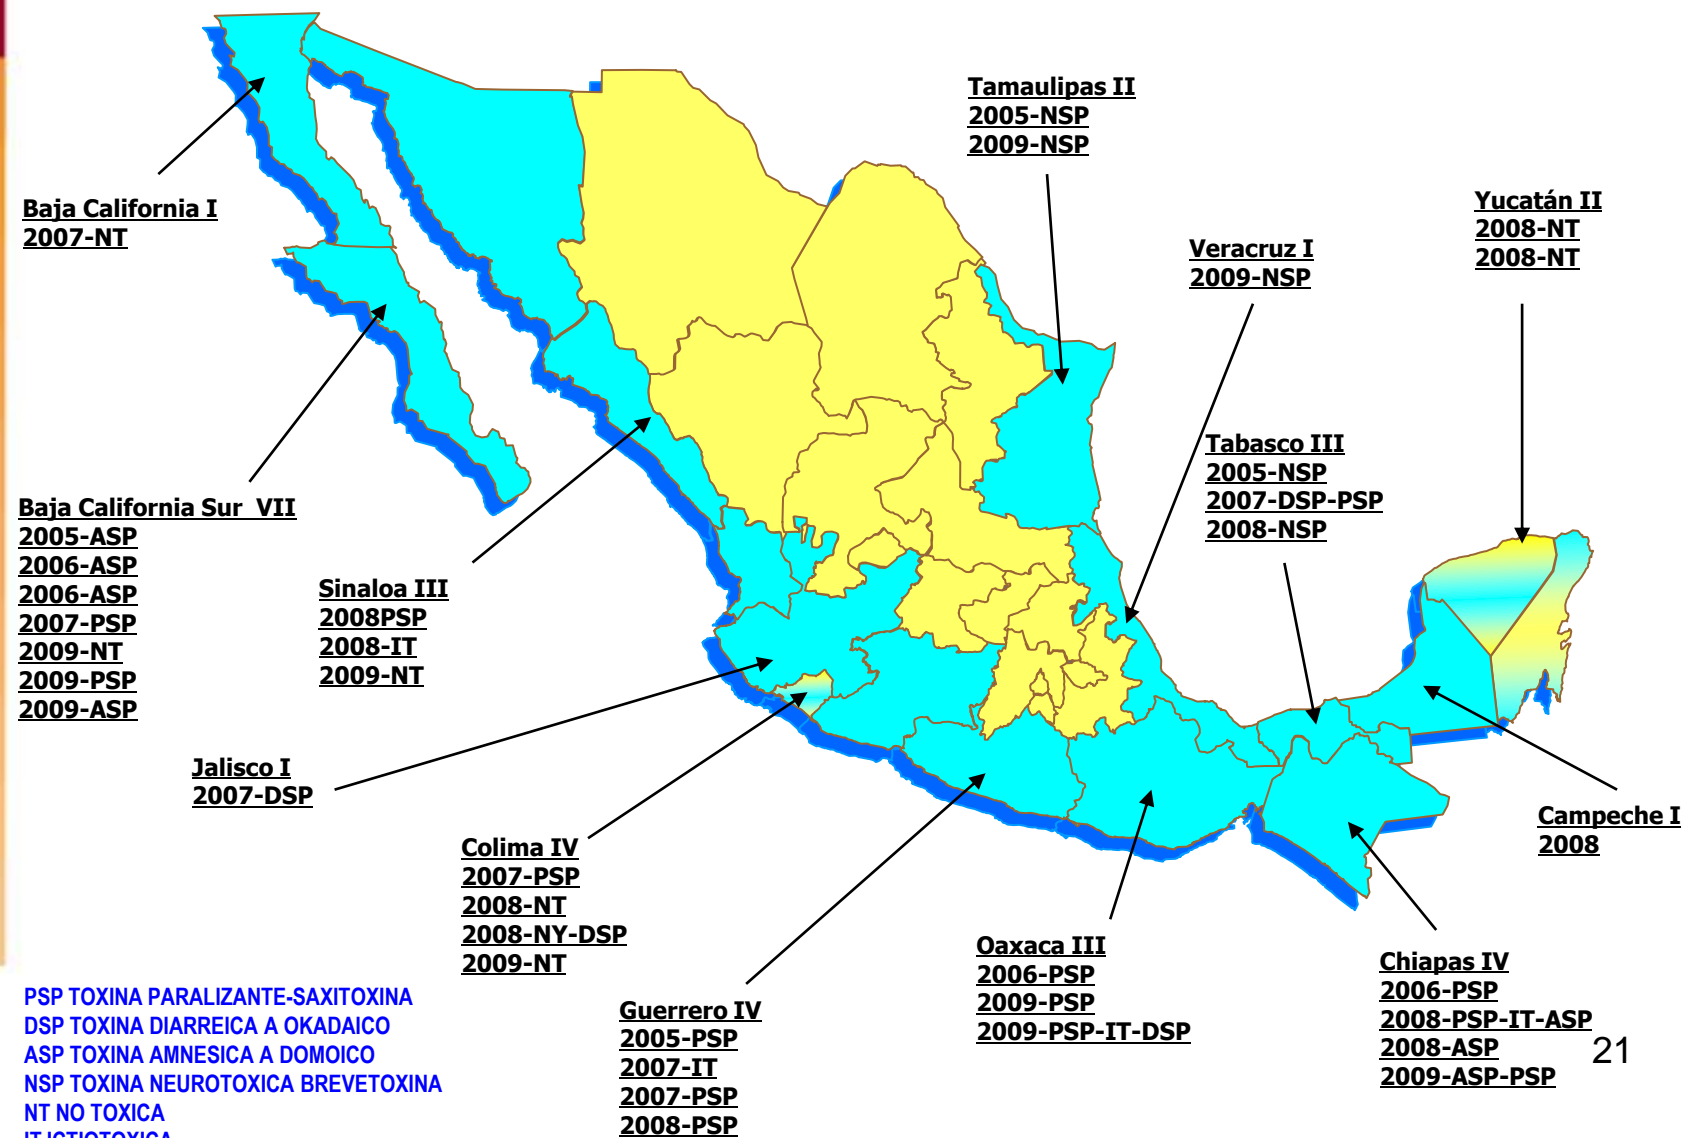 Tamaulipas II
2005-NSP
2009-NSP
Baja California I
2007-NT
Yucatán II
2008-NT
2008-NT
Veracruz I
2009-NSP
Tabasco III
2005-NSP
2007-DSP-PSP
2008-NSP
Baja California Sur VII
2005-ASP
2006-ASP
2006-ASP
2007-PSP
2009-NT
2009-PSP
2009-ASP
Sinaloa III
2008PSP
2008-IT
2009-NT
Jalisco I
2007-DSP
Colima IV
2007-PSP
2008-NT
2008-NY-DSP
2009-NT
Campeche I
2008
Guerrero IV
2005-PSP
2007-IT
2007-PSP
2008-PSP
Oaxaca III
2006-PSP
2009-PSP
2009-PSP-IT-DSP
Chiapas IV
2006-PSP
2008-PSP-IT-ASP
2008-ASP
2009-ASP-PSP
21
PSP TOXINA PARALIZANTE-SAXITOXINA
DSP TOXINA DIARREICA A OKADAICO
ASP TOXINA AMNESICA A DOMOICO
NSP TOXINA NEUROTOXICA BREVETOXINA
NT NO TOXICA
IT ICTIOTOXICA